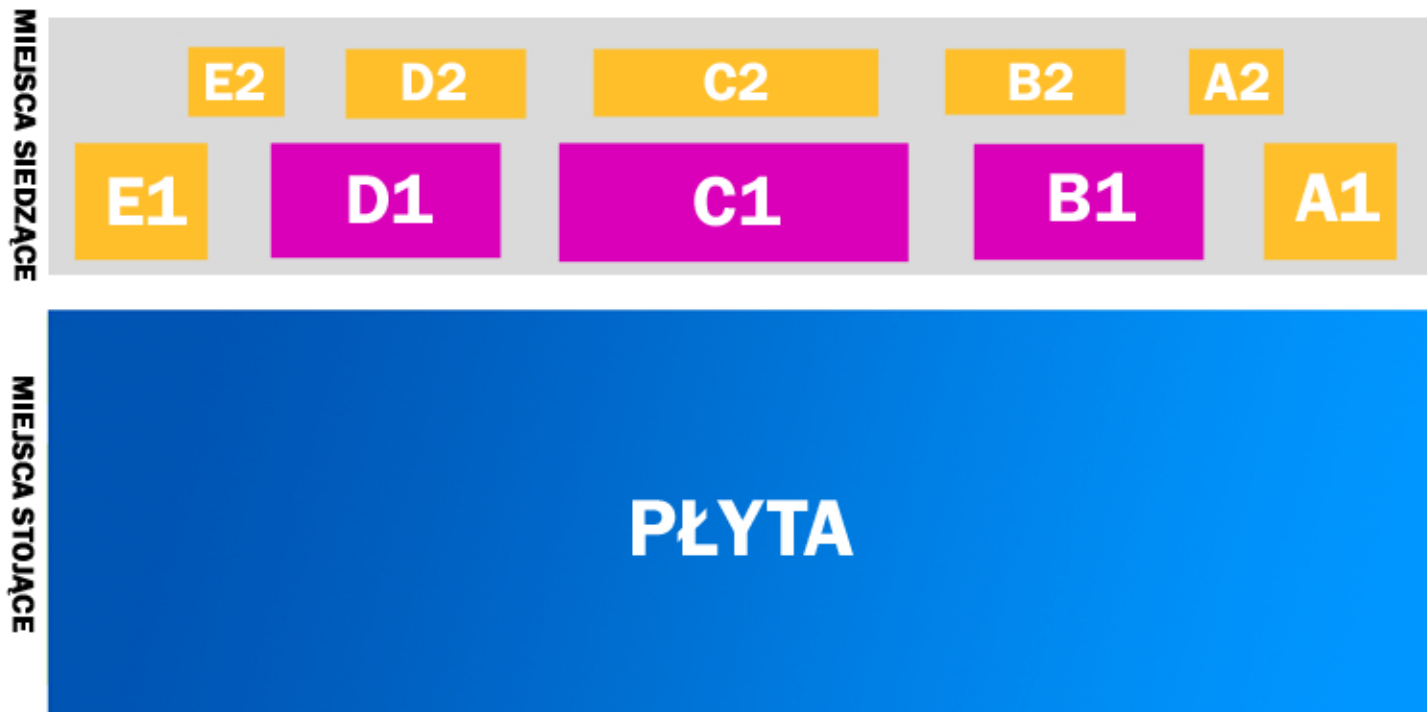 MIEJSCA SIEDZĄCE
E2 D2 C2 B2 A2
E1 D1 C1 B1 A1
MIEJSCA STOJĄCE
PŁYTA